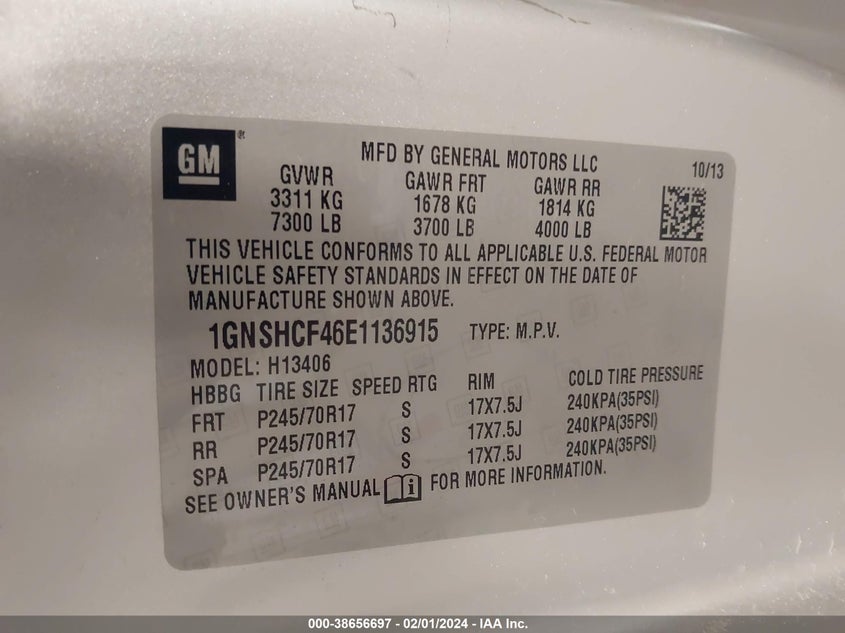 GM ®
MFD BY GENERAL MOTORS LLC 10/13
GVWR GAWR FRT GAWR RR
3311 KG 1678 KG 1814 KG
7300 LB 3700 LB 4000 LB
THIS VEHICLE CONFORMS TO ALL APPLICABLE U.S. FEDERAL MOTOR
VEHICLE SAFETY STANDARDS IN EFFECT ON THE DATE OF
MANUFACTURE SHOWN ABOVE.
1GNSHCF46E1136915 TYPE: M.P.V.
MODEL: H13406
HBBG TIRE SIZE SPEED RTG RIM COLD TIRE PRESSURE
FRT P245/70R17 S 17X7.5J 240KPA(35PSI)
RR P245/70R17 S 17X7.5J 240KPA(35PSI)
SPA P245/70R17 S 17X7.5J 240KPA(35PSI)
SEE OWNER'S MANUAL i FOR MORE INFORMATION.
000-38656697 - 02/01/2024 - IAA Inc.